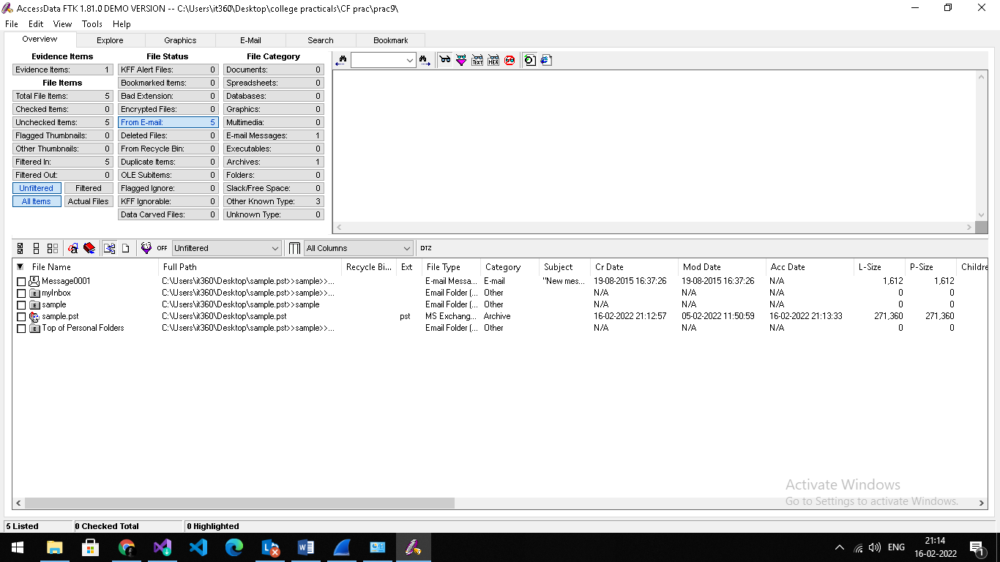 AccessData FTK 1.81.0 DEMO VERSION -- C:\Users\it360\Desktop\college practicals\CF prac\prac9\
File Edit View Tools Help
Overview Explore Graphics E-Mail Search Bookmark
Evidence Items File Status File Category
Evidence Items: 1 KFF Alert Files: 0 Documents: 0
File Items Bookmarked Items: 0 Spreadsheets: 0
Total File Items: 5 Bad Extension: 0 Databases: 0
Checked Items: 0 Encrypted Files: 0 Graphics: 0
Unchecked Items: 5 From E-mail: 5 Multimedia: 0
Flagged Thumbnails: 0 Deleted Files: 0 E-mail Messages: 1
Other Thumbnails: 0 From Recycle Bin: 0 Executables: 0
Filtered In: 5 Duplicate Items: 0 Archives: 1
Filtered Out: 0 OLE Subitems: 0 Folders: 0
Unfiltered Filtered Flagged Ignore: 0 Slack/Free Space: 0
All Items Actual Files KFF Ignorable: 0 Other Known Type: 3
Data Carved Files: 0 Unknown Type: 0
TEXT HEX
OFF Unfiltered All Columns DTZ
File Name Full Path Recycle Bi... Ext File Type Category Subject Cr Date Mod Date Acc Date L-Size P-Size Childre
Message0001 C:\Users\it360\Desktop\sample.pst>>sample>>... E-mail Messa... E-mail "New mes... 19-08-2015 16:37:26 19-08-2015 16:37:26 N/A 1,612 1,612
myInbox C:\Users\it360\Desktop\sample.pst>>sample>>... Email Folder (... Other N/A N/A N/A 0 0
sample C:\Users\it360\Desktop\sample.pst>>sample Email Folder (... Other N/A N/A N/A 0 0
sample.pst C:\Users\it360\Desktop\sample.pst pst MS Exchang... Archive 16-02-2022 21:12:57 05-02-2022 11:50:59 16-02-2022 21:13:33 271,360 271,360
Top of Personal Folders C:\Users\it360\Desktop\sample.pst>>sample>>... Email Folder (... Other N/A N/A N/A 0 0
Activate Windows
Go to Settings to activate Windows.
5 Listed 0 Checked Total 0 Highlighted
ENG 21:14
16-02-2022 1